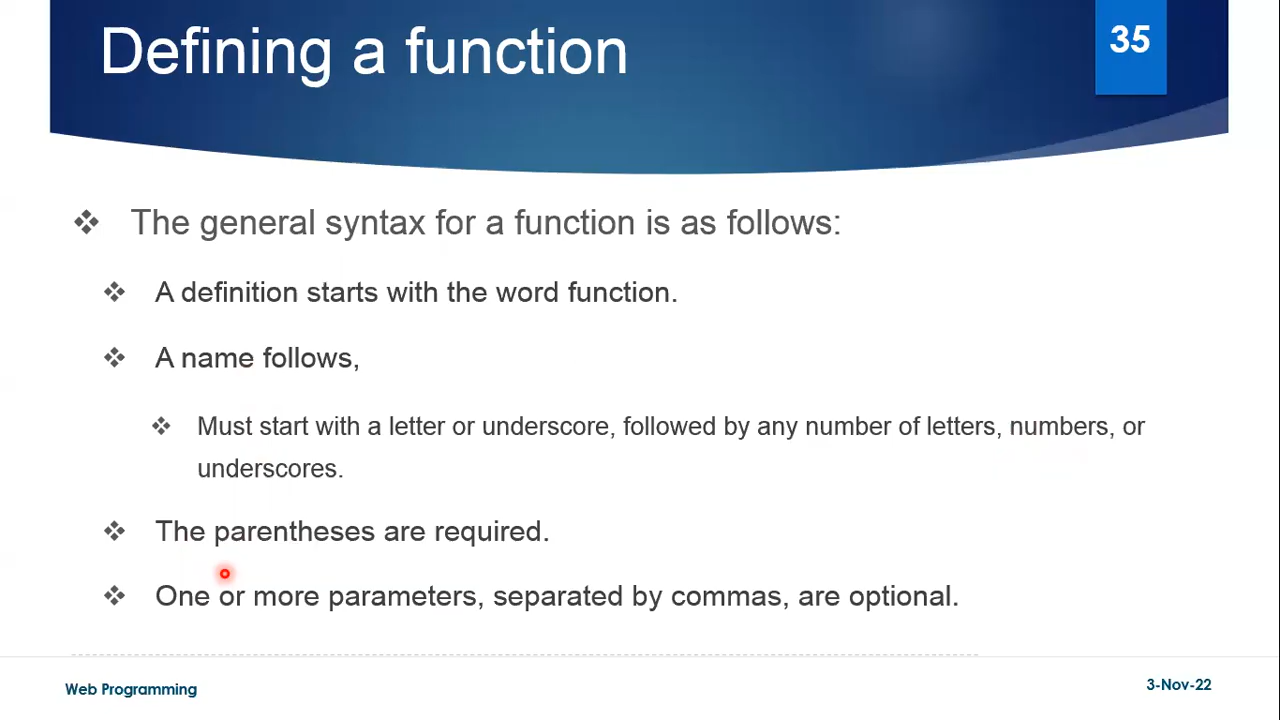 Defining a function
35
The general syntax for a function is as follows:
A definition starts with the word function.
A name follows,
Must start with a letter or underscore, followed by any number of letters, numbers, or
underscores.
The parentheses are required.
One or more parameters, separated by commas, are optional.
Web Programming
3-Nov-22